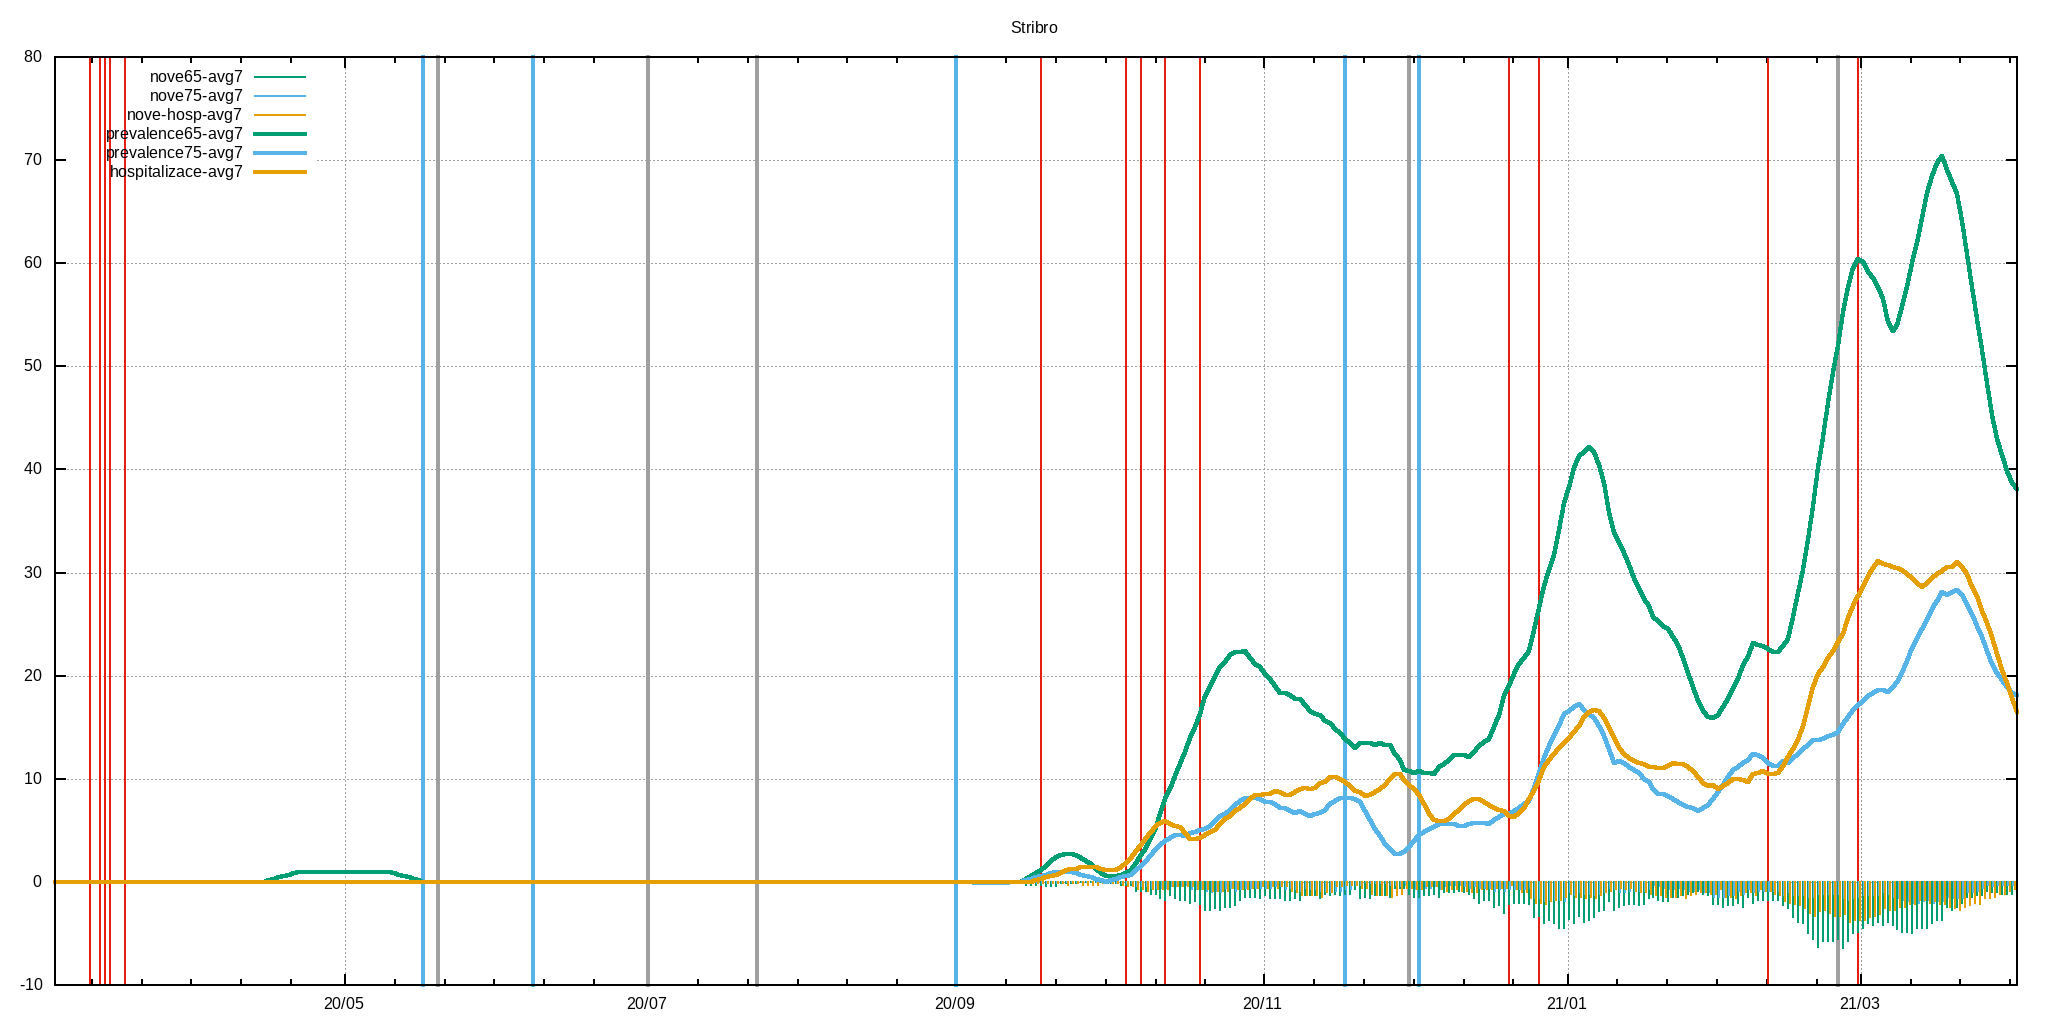 Stribro
80
70
60
50
40
30
20
10
0
-10
nove65-avg7
nove75-avg7
nove-hosp-avg7
prevalence65-avg7
prevalence75-avg7
hospitalizace-avg7
20/05
20/07
20/09
20/11
21/01
21/03